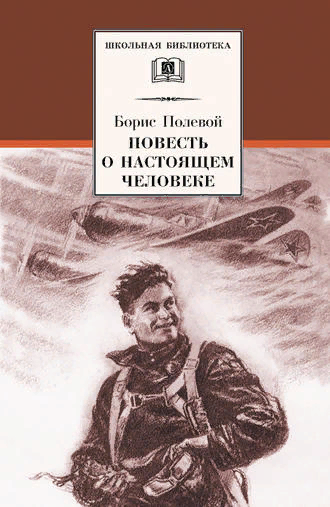 ШКОЛЬНАЯ БИБЛИОТЕКА
Борис Полевой
ПОВЕСТЬ
О НАСТОЯЩЕМ
ЧЕЛОВЕКЕ